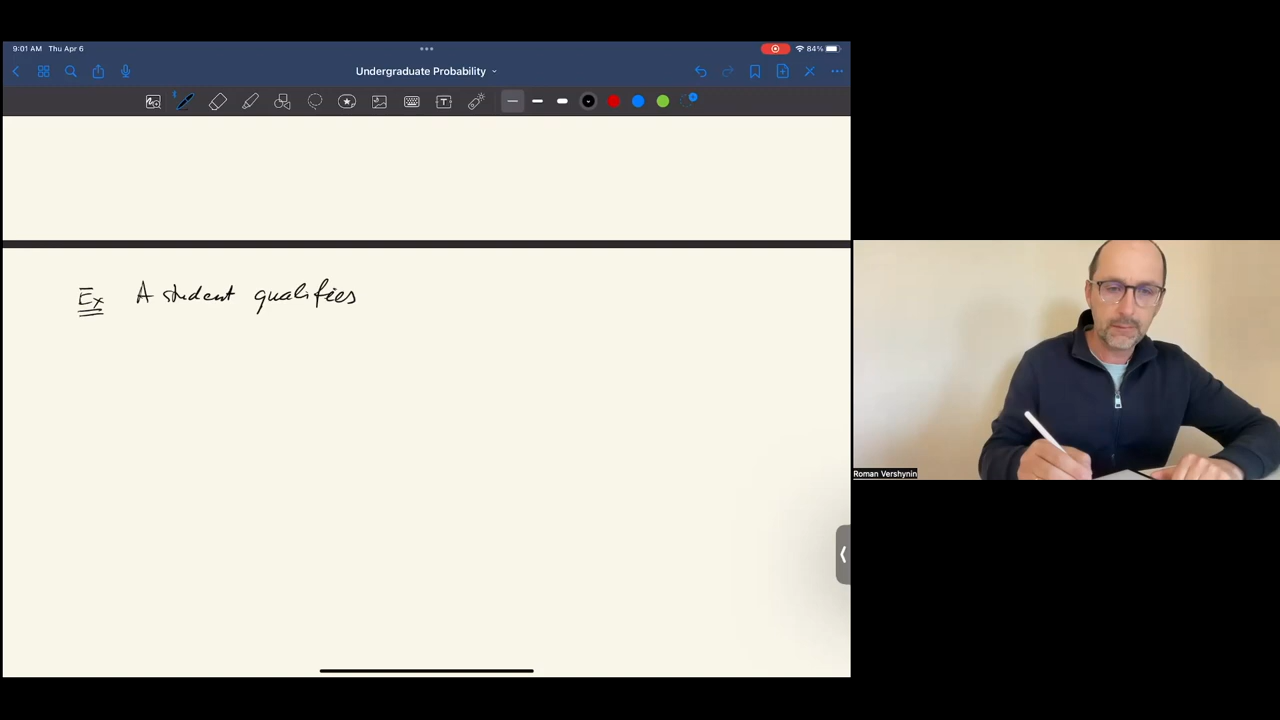 9:01 AM Thu Apr 6
84%
Undergraduate Probability
T
Ex A student qualifies
Roman Vershynin